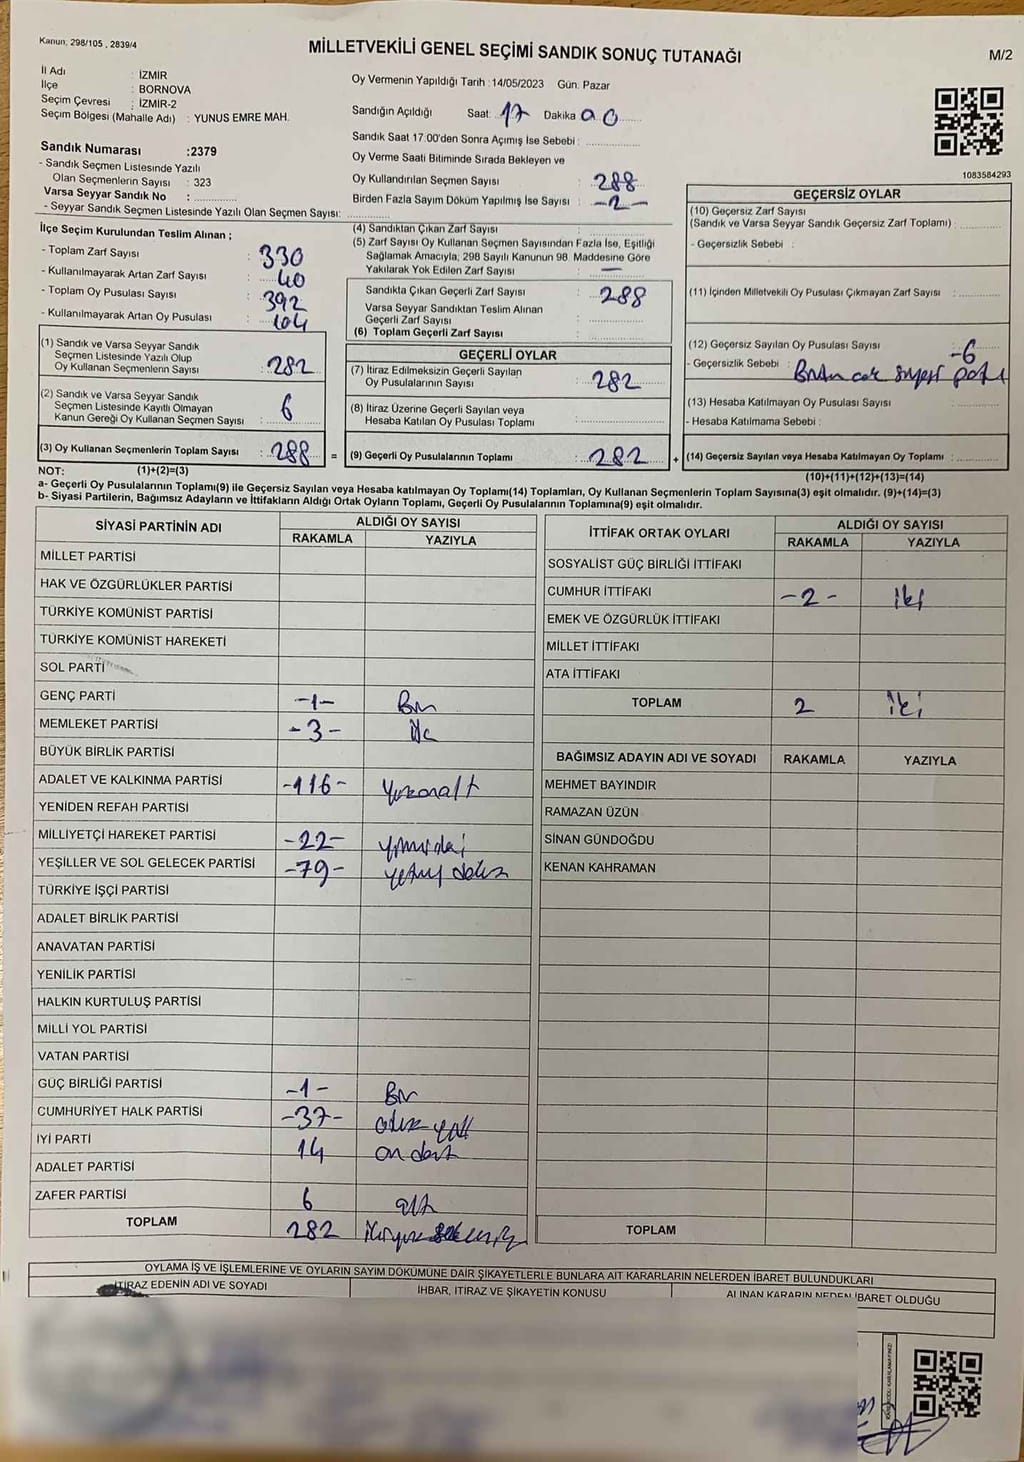 Kanun; 298/105 , 2839/4
MİLLETVEKİLİ GENEL SEÇİMİ SANDIK SONUÇ TUTANAĞI
M/2
İl Adı : İZMİR
İlçe : BORNOVA
Seçim Çevresi : İZMİR-2
Seçim Bölgesi (Mahalle Adı) : YUNUS EMRE MAH.
Oy Vermenin Yapıldığı Tarih :14/05/2023 Gün: Pazar
Sandığın Açıldığı Saat: 17 Dakika 00
Sandık Saat 17.00'den Sonra Açımış İse Sebebi :
Oy Verme Saati Bitiminde Sırada Bekleyen ve
Oy Kullandırılan Seçmen Sayısı : 288
Birden Fazla Sayım Döküm Yapılmış İse Sayısı : -2-
1083584293
Sandık Numarası :2379
- Sandık Seçmen Listesinde Yazılı
Olan Seçmenlerin Sayısı : 323
Varsa Seyyar Sandık No :
- Seyyar Sandık Seçmen Listesinde Yazılı Olan Seçmen Sayısı:
İlçe Seçim Kurulundan Teslim Alınan ;
- Toplam Zarf Sayısı : 330
- Kullanılmayarak Artan Zarf Sayısı : 40
- Toplam Oy Pusulası Sayısı : 392
- Kullanılmayarak Artan Oy Pusulası : 104
(1) Sandık ve Varsa Seyyar Sandık
Seçmen Listesinde Yazılı Olup
Oy Kullanan Seçmenlerin Sayısı : 282
(2) Sandık ve Varsa Seyyar Sandık
Seçmen Listesinde Kayıtlı Olmayan
Kanun Gereği Oy Kullanan Seçmen Sayısı : 6
(3) Oy Kullanan Seçmenlerin Toplam Sayısı : 288 =
(4) Sandıktan Çıkan Zarf Sayısı :
(5) Zarf Sayısı Oy Kullanan Seçmen Sayısından Fazla İse, Eşitliği
Sağlamak Amacıyla; 298 Sayılı Kanunun 98. Maddesine Göre
Yakılarak Yok Edilen Zarf Sayısı : —
Sandıkta Çıkan Geçerli Zarf Sayısı : 288
Varsa Seyyar Sandıktan Teslim Alınan
Geçerli Zarf Sayısı :
(6) Toplam Geçerli Zarf Sayısı :
GEÇERLİ OYLAR
(7) İtiraz Edilmeksizin Geçerli Sayılan
Oy Pusulalarının Sayısı : 282
(8) İtiraz Üzerine Geçerli Sayılan veya
Hesaba Katılan Oy Pusulası Toplamı :
(9) Geçerli Oy Pusulalarının Toplamı : 282 +
GEÇERSİZ OYLAR
(10) Geçersiz Zarf Sayısı
(Sandık ve Varsa Seyyar Sandık Geçersiz Zarf Toplamı) :
- Geçersizlik Sebebi :
(11) İçinden Milletvekili Oy Pusulası Çıkmayan Zarf Sayısı :
(12) Geçersiz Sayılan Oy Pusulası Sayısı : -6
- Geçersizlik Sebebi :
(13) Hesaba Katılmayan Oy Pusulası Sayısı
- Hesaba Katılmama Sebebi :
(14) Geçersiz Sayılan veya Hesaba Katılmayan Oy Toplamı :
NOT: (1)+(2)=(3)
(10)+(11)+(12)+(13)=(14)
a- Geçerli Oy Pusulalarının Toplamı(9) ile Geçersiz Sayılan veya Hesaba katılmayan Oy Toplamı(14) Toplamları, Oy Kullanan Seçmenlerin Toplam Sayısına(3) eşit olmalıdır. (9)+(14)=(3)
b- Siyasi Partilerin, Bağımsız Adayların ve İttifakların Aldığı Ortak Oyların Toplamı, Geçerli Oy Pusulalarının Toplamına(9) eşit olmalıdır.
SİYASİ PARTİNİN ADI ALDIĞI OY SAYISI
RAKAMLA YAZIYLA
MİLLET PARTİSİ
HAK VE ÖZGÜRLÜKLER PARTİSİ
TÜRKİYE KOMÜNİST PARTİSİ
TÜRKİYE KOMÜNİST HAREKETİ
SOL PARTİ
GENÇ PARTİ -1- Bir
MEMLEKET PARTİSİ -3- üç
BÜYÜK BİRLİK PARTİSİ
ADALET VE KALKINMA PARTİSİ -116- yüzonaltı
YENİDEN REFAH PARTİSİ
MİLLİYETÇİ HAREKET PARTİSİ -22- yirmi iki
YEŞİLLER VE SOL GELECEK PARTİSİ -79- yetmiş dokuz
TÜRKİYE İŞÇİ PARTİSİ
ADALET BİRLİK PARTİSİ
ANAVATAN PARTİSİ
YENİLİK PARTİSİ
HALKIN KURTULUŞ PARTİSİ
MİLLİ YOL PARTİSİ
VATAN PARTİSİ
GÜÇ BİRLİĞİ PARTİSİ -1- Bir
CUMHURİYET HALK PARTİSİ -37- otuz yedi
İYİ PARTİ 14 on dört
ADALET PARTİSİ
ZAFER PARTİSİ 6 altı
TOPLAM 282
İTTİFAK ORTAK OYLARI ALDIĞI OY SAYISI
RAKAMLA YAZIYLA
SOSYALİST GÜÇ BİRLİĞİ İTTİFAKI
CUMHUR İTTİFAKI -2- iki
EMEK VE ÖZGÜRLÜK İTTİFAKI
MİLLET İTTİFAKI
ATA İTTİFAKI
TOPLAM 2 iki
BAĞIMSIZ ADAYIN ADI VE SOYADI RAKAMLA YAZIYLA
MEHMET BAYINDIR
RAMAZAN ÜZÜN
SİNAN GÜNDOĞDU
KENAN KAHRAMAN
TOPLAM
OYLAMA İŞ VE İŞLEMLERİNE VE OYLARIN SAYIM DÖKÜMÜNE DAİR ŞİKAYETLERLE BUNLARA AİT KARARLARIN NELERDEN İBARET BULUNDUKLARI
İTİRAZ EDENİN ADI VE SOYADI İHBAR, İTİRAZ VE ŞİKAYETİN KONUSU ALINAN KARARIN NEDEN İBARET OLDUĞU